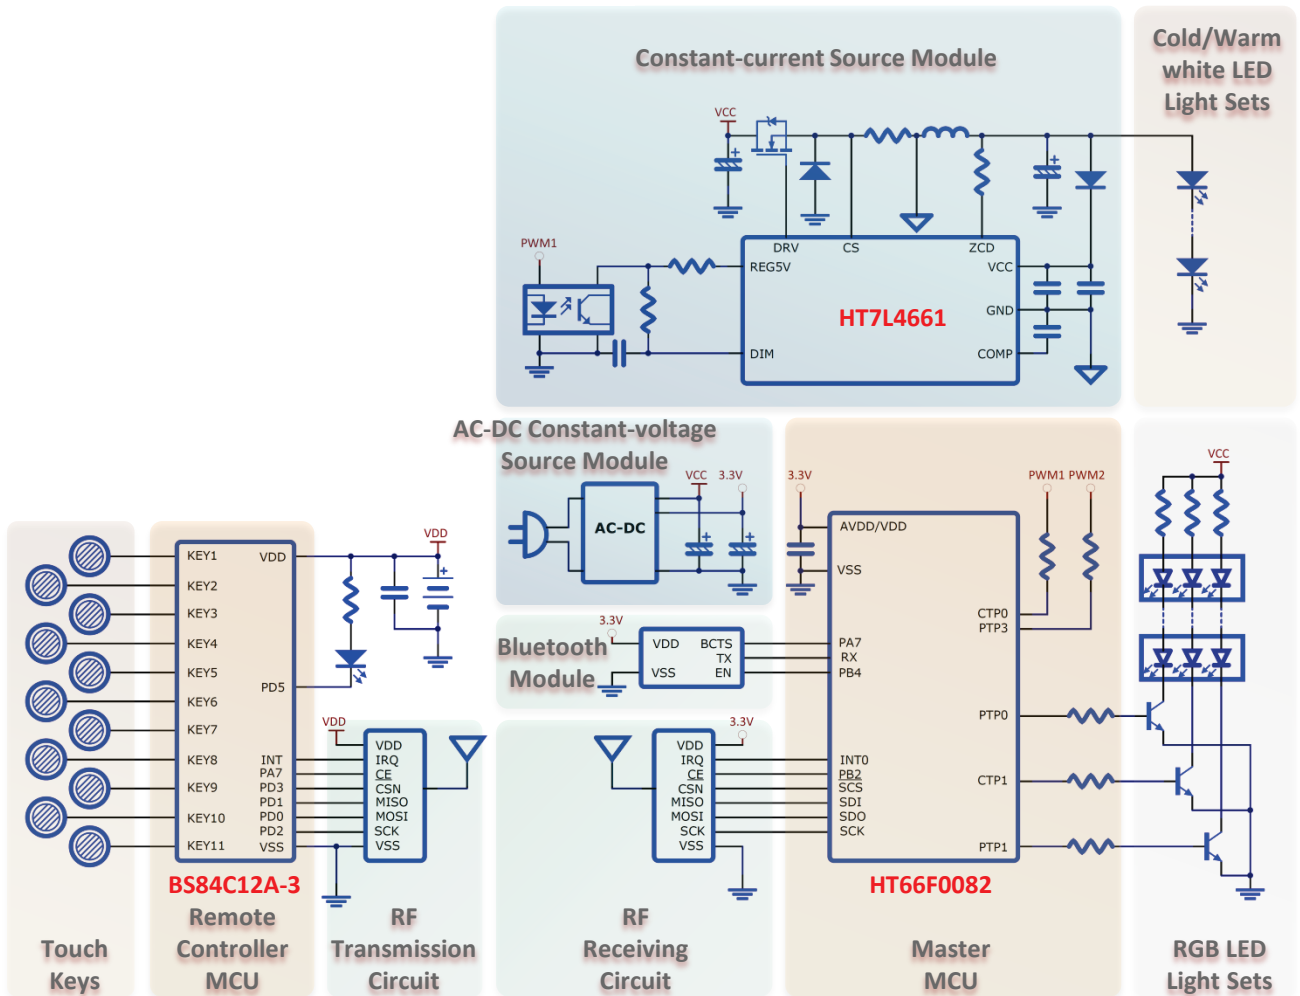 Constant-current Source Module
Cold/Warm
white LED
Light Sets
VCC
+
+
DRV
CS
ZCD
PWM1
REG5V
VCC
HT7L4661
GND
DIM
COMP
AC-DC Constant-voltage
Source Module
VCC
3.3V
AC-DC
+
+
3.3V
PWM1
PWM2
AVDD/VDD
VSS
CTP0
PTP3
PA7
RX
PB4
PTP0
INT0
PB2
SCS
SDI
SDO
SCK
CTP1
PTP1
HT66F0082
Master
MCU
VCC
RGB LED
Light Sets
Bluetooth
Module
3.3V
VDD
BCTS
TX
VSS
EN
KEY1
KEY2
KEY3
KEY4
KEY5
KEY6
KEY7
KEY8
KEY9
KEY10
KEY11
Touch
Keys
VDD
PD5
INT
PA7
PD3
PD1
PD0
PD2
VSS
BS84C12A-3
Remote
Controller
MCU
VDD
+
VDD
VDD
IRQ
CE
CSN
MISO
MOSI
SCK
VSS
RF
Transmission
Circuit
3.3V
VDD
IRQ
CE
CSN
MISO
MOSI
SCK
VSS
RF
Receiving
Circuit